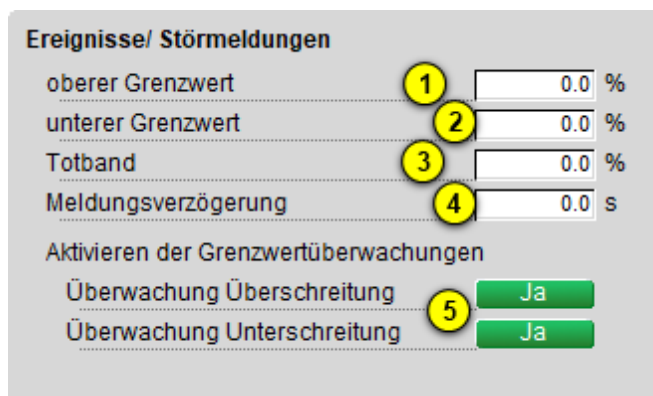 Ereignisse/ Störmeldungen
oberer Grenzwert 1 0.0 %
unterer Grenzwert 2 0.0 %
Totband 3 0.0 %
Meldungsverzögerung 4 0.0 s
Aktivieren der Grenzwertüberwachungen
Überwachung Überschreitung Ja
5
Überwachung Unterschreitung Ja